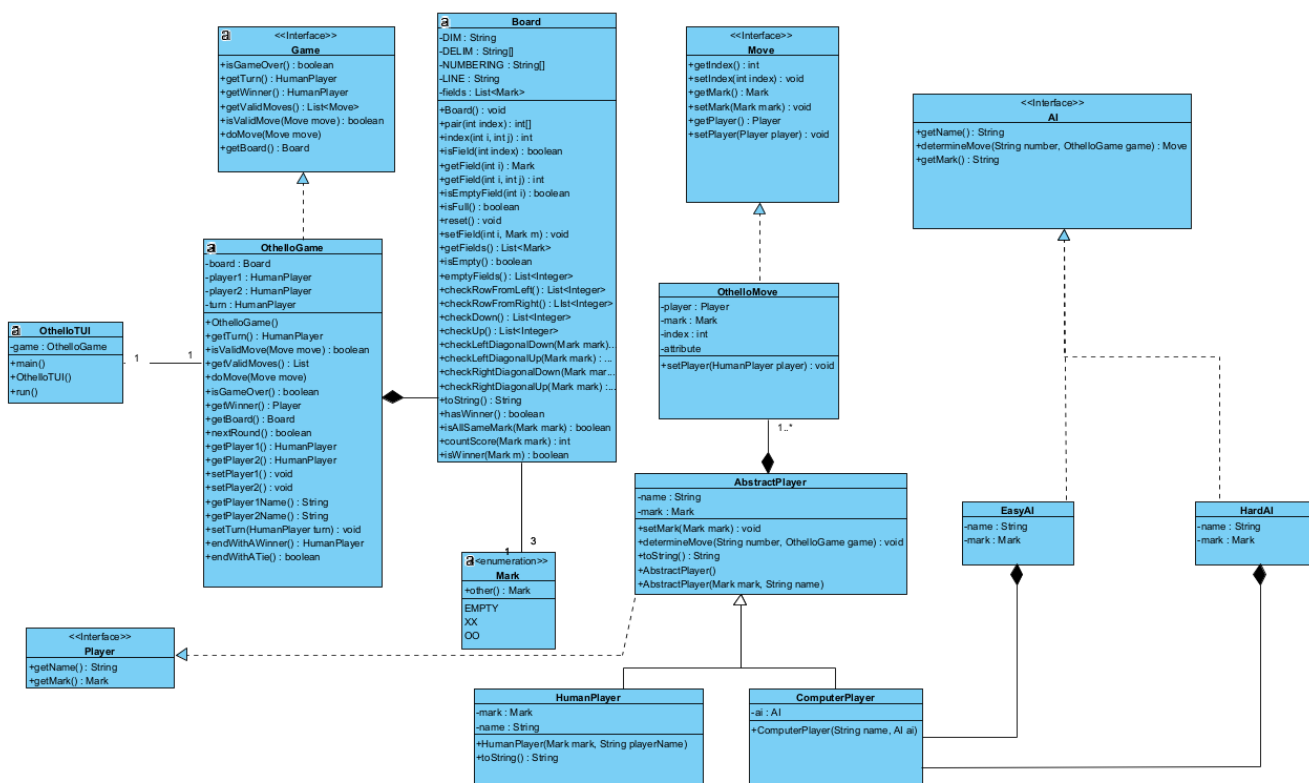 a
<<Interface>>
Game
+isGameOver() : boolean
+getTurn() : HumanPlayer
+getWinner() : HumanPlayer
+getValidMoves() : List<Move>
+isValidMove(Move move) : boolean
+doMove(Move move)
+getBoard() : Board
a
Board
-DIM : String
-DELIM : String[]
-NUMBERING : String[]
-LINE : String
-fields : List<Mark>
+Board() : void
+pair(int index) : int[]
+index(int i, int j) : int
+isField(int index) : boolean
+getField(int i) : Mark
+getField(int i, int j) : int
+isEmptyField(int i) : boolean
+isFull() : boolean
+reset() : void
+setField(int i, Mark m) : void
+getFields() : List<Mark>
+isEmpty() : boolean
+emptyFields() : List<Integer>
+checkRowFromLeft() : List<Integer>
+checkRowFromRight() : LIst<Integer>
+checkDown() : List<Integer>
+checkUp() : List<Integer>
+checkLeftDiagonalDown(Mark mark)...
+checkLeftDiagonalUp(Mark mark) : ...
+checkRightDiagonalDown(Mark mar...
+checkRightDiagonalUp(Mark mark) :...
+toString() : String
+hasWinner() : boolean
+isAllSameMark(Mark mark) : boolean
+countScore(Mark mark) : int
+isWinner(Mark m) : boolean
<<Interface>>
Move
+getIndex() : int
+setIndex(int index) : void
+getMark() : Mark
+setMark(Mark mark) : void
+getPlayer() : Player
+setPlayer(Player player) : void
<<Interface>>
AI
+getName() : String
+determineMove(String number, OthelloGame game) : Move
+getMark() : String
a
OthelloGame
-board : Board
-player1 : HumanPlayer
-player2 : HumanPlayer
-turn : HumanPlayer
+OthelloGame()
+getTurn() : HumanPlayer
+isValidMove(Move move) : boolean
+getValidMoves() : List
+doMove(Move move)
+isGameOver() : boolean
+getWinner() : Player
+getBoard() : Board
+nextRound() : boolean
+getPlayer1() : HumanPlayer
+getPlayer2() : HumanPlayer
+setPlayer1() : void
+setPlayer2() : void
+getPlayer1Name() : String
+getPlayer2Name() : String
+setTurn(HumanPlayer turn) : void
+endWithAWinner() : HumanPlayer
+endWithATie() : boolean
a
OthelloTUI
-game : OthelloGame
+main()
+OthelloTUI()
+run()
1
1
OthelloMove
-player : Player
-mark : Mark
-index : int
-attribute
+setPlayer(HumanPlayer player) : void
1..*
AbstractPlayer
-name : String
-mark : Mark
+setMark(Mark mark) : void
+determineMove(String number, OthelloGame game) : void
+toString() : String
+AbstractPlayer()
+AbstractPlayer(Mark mark, String name)
EasyAI
-name : String
-mark : Mark
HardAI
-name : String
-mark : Mark
1
3
a
<enumeration>>
Mark
+other() : Mark
EMPTY
XX
OO
<<Interface>>
Player
+getName() : String
+getMark() : Mark
HumanPlayer
-mark : Mark
-name : String
+HumanPlayer(Mark mark, String playerName)
+toString() : String
ComputerPlayer
-ai : AI
+ComputerPlayer(String name, AI ai)